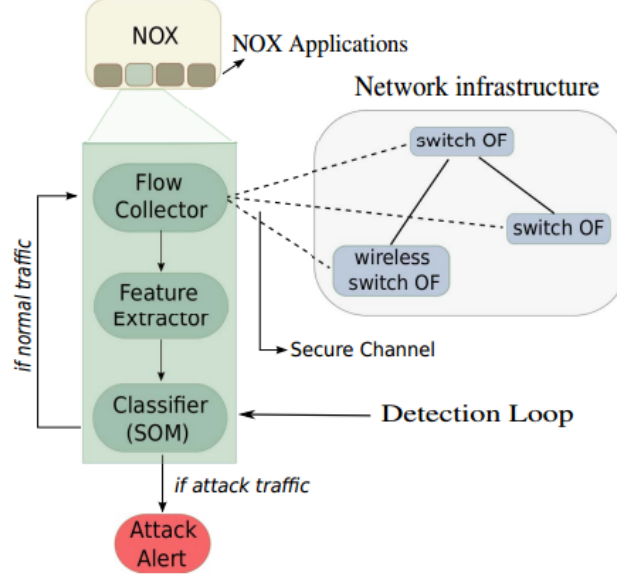 NOX
NOX Applications
Network infrastructure
switch OF
Flow
Collector
switch OF
wireless
switch OF
if normal traffic
Feature
Extractor
Secure Channel
Classifier
(SOM)
Detection Loop
if attack traffic
Attack
Alert